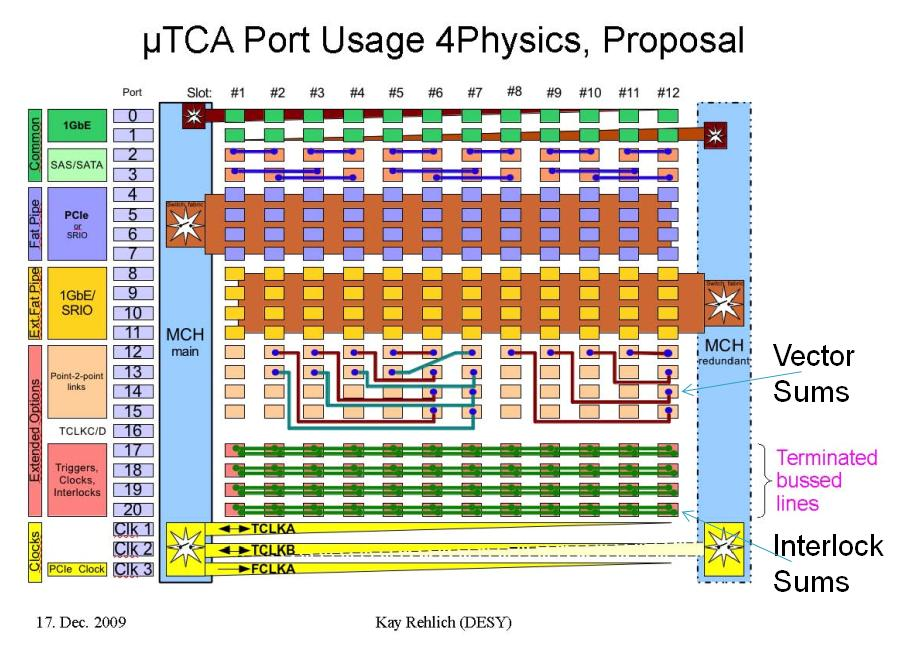 µTCA Port Usage 4Physics, Proposal
Port Slot: #1 #2 #3 #4 #5 #6 #7 #8 #9 #10 #11 #12
Common
1GbE
SAS/SATA
0
1
2
3
Fat Pipe
PCIe
or
SRIO
4
5
6
7
Switch fabric
Ext.Fat Pipe
1GbE/
SRIO
8
9
10
11
Switch fabric
MCH
main
MCH
redundant
Extended Options
Point-2-point
links
12
13
14
15
TCLKC/D
16
Triggers,
Clocks,
Interlocks
17
18
19
20
Vector
Sums
Terminated
bussed
lines
Interlock
Sums
Clocks
PCIe Clock
Clk 1
Clk 2
Clk 3
TCLKA
TCLKB
FCLKA
17. Dec. 2009
Kay Rehlich (DESY)